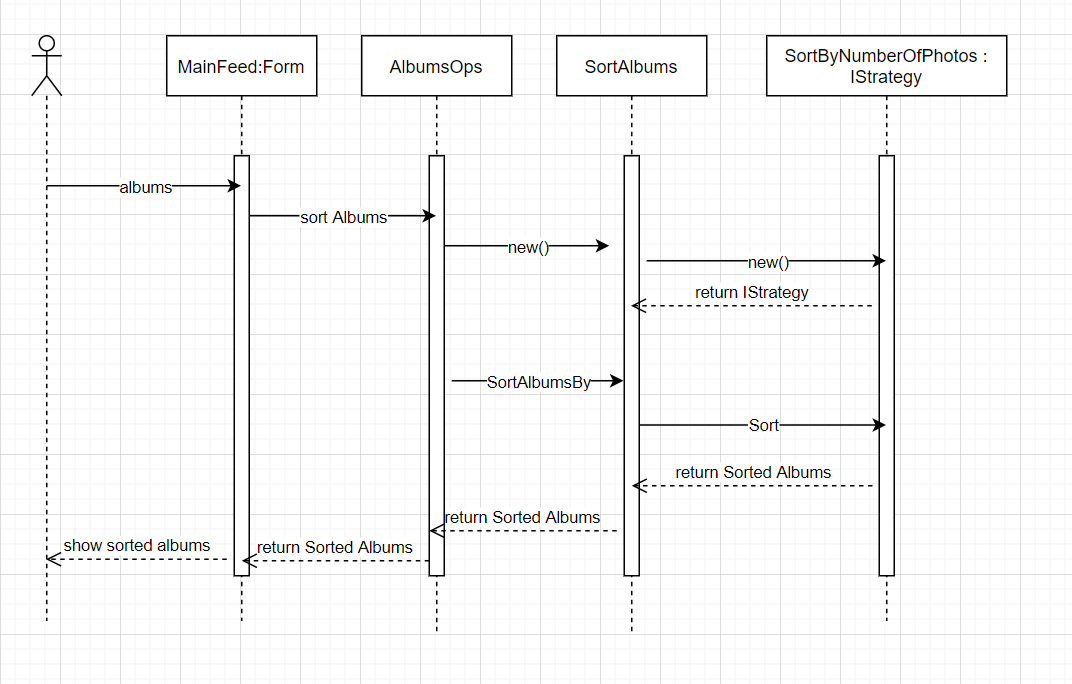 MainFeed:Form
AlbumsOps
SortAlbums
SortByNumberOfPhotos :
IStrategy
albums
sort Albums
new()
new()
return IStrategy
SortAlbumsBy
Sort
return Sorted Albums
return Sorted Albums
show sorted albums
return Sorted Albums